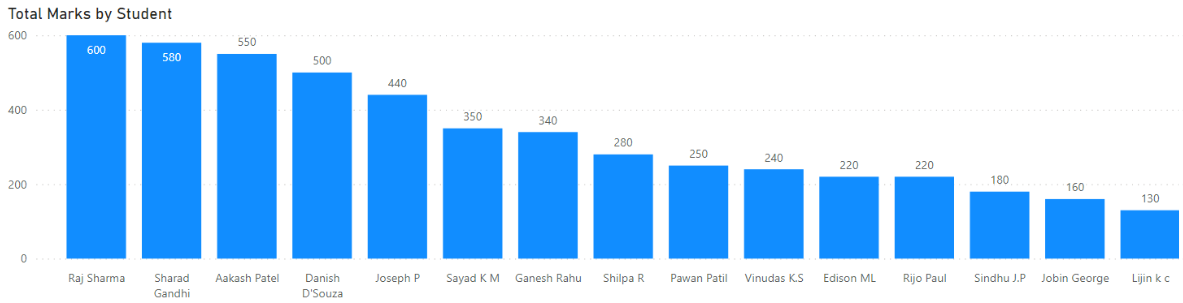 Total Marks by Student
600
400
200
0
600
580
550
500
440
350
340
280
250
240
220
220
180
160
130
Raj Sharma
Sharad
Gandhi
Aakash Patel
Danish
D'Souza
Joseph P
Sayad K M
Ganesh Rahu
Shilpa R
Pawan Patil
Vinudas K.S
Edison ML
Rijo Paul
Sindhu J.P
Jobin George
Lijin k c